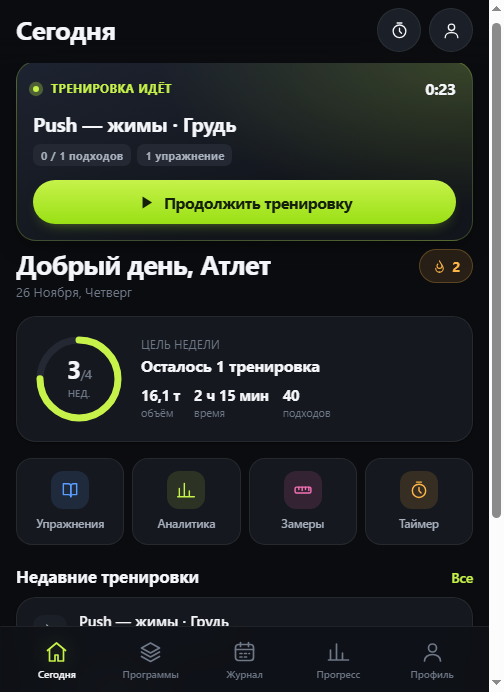 Сегодня
ТРЕНИРОВКА ИДЁТ
0:23
Push — жимы · Грудь
0 / 1 подходов
1 упражнение
Продолжить тренировку
Добрый день, Атлет
2
26 Ноября, Четверг
3/4
НЕД.
ЦЕЛЬ НЕДЕЛИ
Осталось 1 тренировка
16,1 т 2 ч 15 мин 40
объём время подходов
Упражнения Аналитика Замеры Таймер
Недавние тренировки Все
Push — жимы · Грудь
Сегодня Программы Журнал Прогресс Профиль